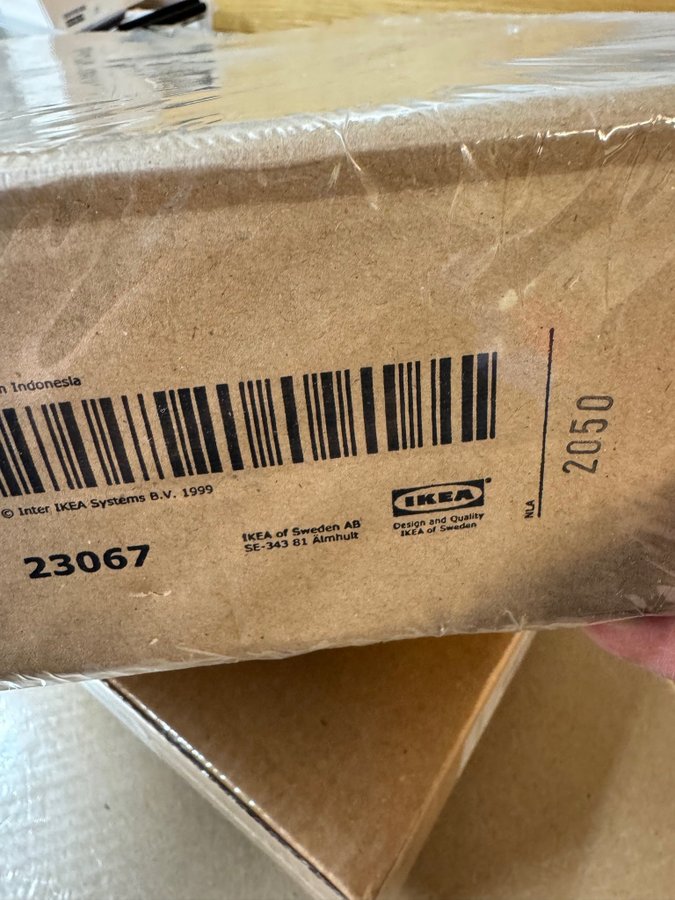 n Indonesia
© Inter IKEA Systems B.V. 1999
23067
IKEA of Sweden AB
SE-343 81 Älmhult
IKEA®
Design and Quality
IKEA of Sweden
NLA
2050